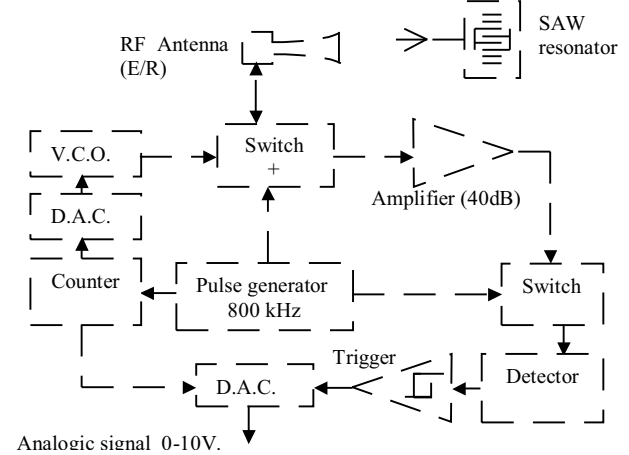 RF Antenna
(E/R)
SAW
resonator
V.C.O.
Switch
+
Amplifier (40dB)
D.A.C.
Counter
Pulse generator
800 kHz
Switch
Trigger
D.A.C.
Detector
Analogic signal 0-10V.